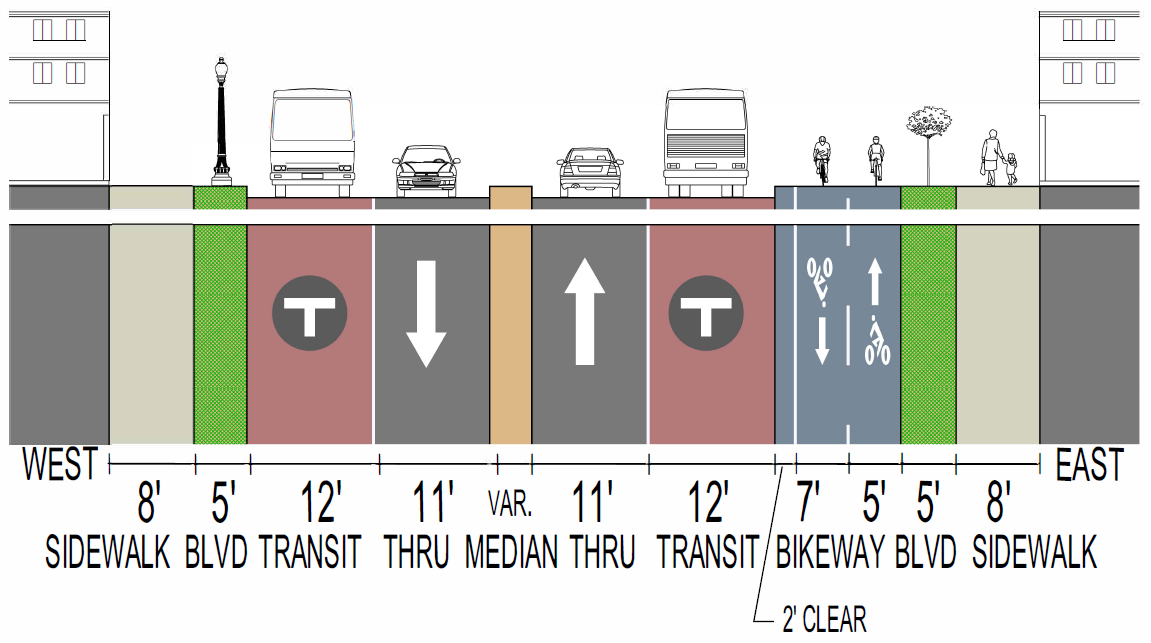 T
T
WEST
EAST
8' 5' 12' 11' VAR. 11' 12' 7' 5' 5' 8'
SIDEWALK BLVD TRANSIT THRU MEDIAN THRU TRANSIT BIKEWAY BLVD SIDEWALK
2' CLEAR